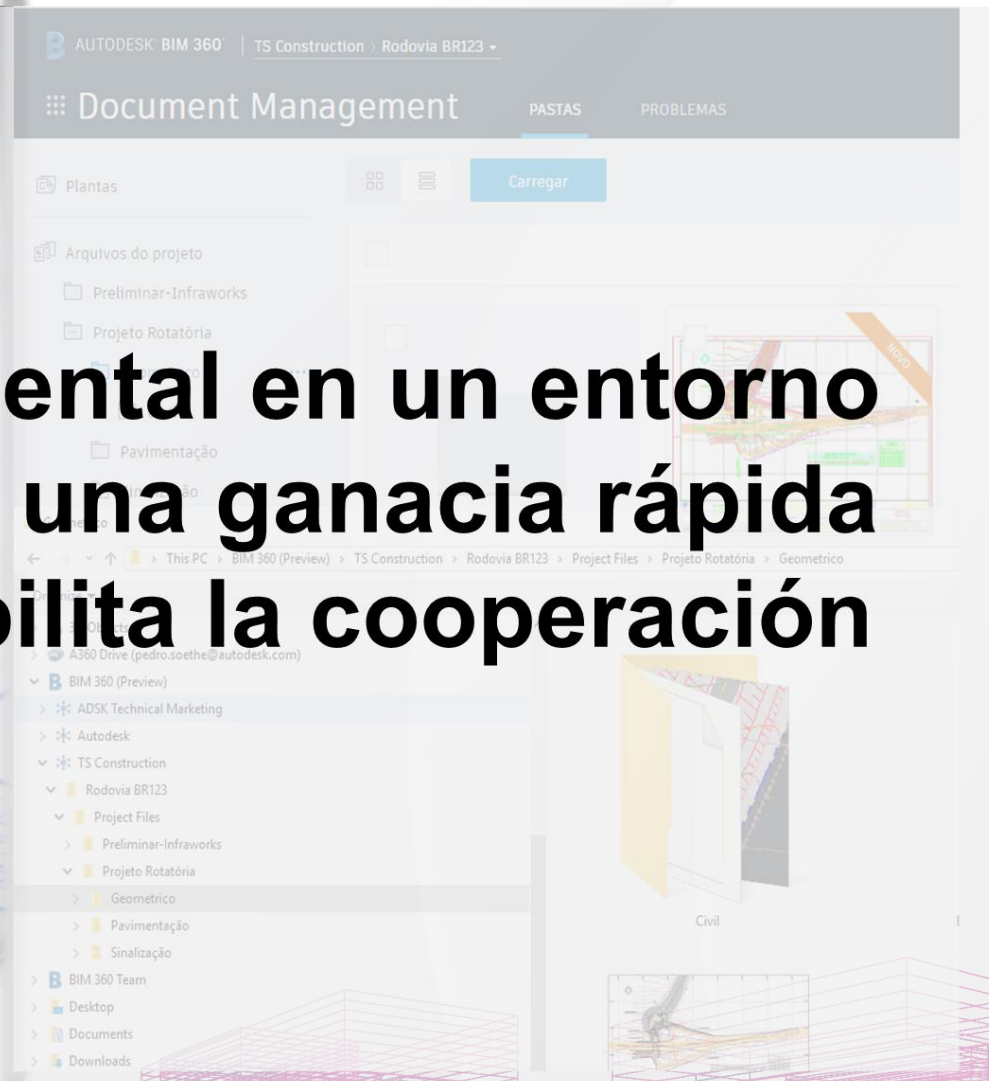 AUTODESK® BIM 360® | TS Construction › Rodovia BR123
Document Management PASTAS PROBLEMAS
Plantas Carregar
Arquivos do projeto
Preliminar-Infraworks
Projeto Rotatória
NOVO
ental en un entorno
Pavimentação
una ganacia rápida
This PC > BIM 360 (Preview) > TS Construction > Rodovia BR123 > Project Files > Projeto Rotatória > Geometrico
bilita la cooperación
A360 Drive (pedro.soethe@autodesk.com)
BIM 360 (Preview)
ADSK Technical Marketing
Autodesk
TS Construction
Rodovia BR123
Project Files
Preliminar-Infraworks
Projeto Rotatória
Geometrico
Pavimentação
Civil
Sinalização
BIM 360 Team
Desktop
Documents
Downloads